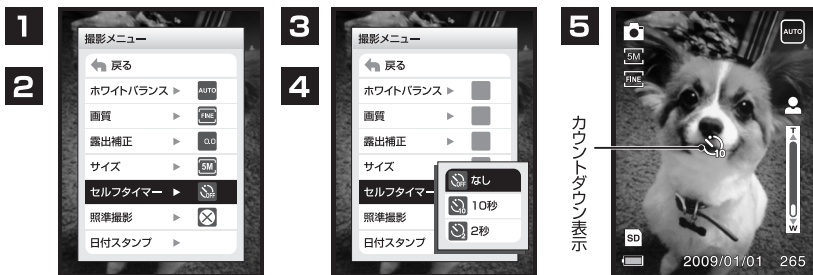 1
2
撮影メニュー
戻る
ホワイトバランス AUTO
画質 FINE
露出補正 0.0
サイズ 5M
セルフタイマー OFF
照準撮影
日付スタンプ
3
4
撮影メニュー
戻る
ホワイトバランス
画質
露出補正
サイズ
セルフタイマー
照準撮影
日付スタンプ
OFF なし
10 10秒
2 2秒
5
カウントダウン表示
AUTO
5M
FINE
10
T
W
SD
2009/01/01 265